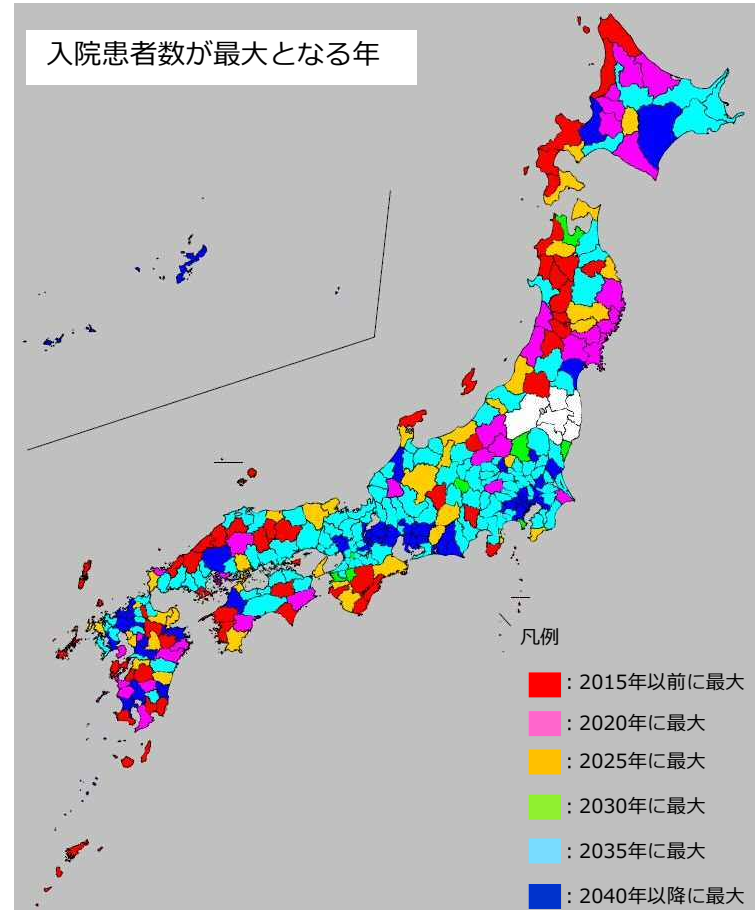 入院患者数が最大となる年
凡例
：2015年以前に最大
：2020年に最大
：2025年に最大
：2030年に最大
：2035年に最大
：2040年以降に最大